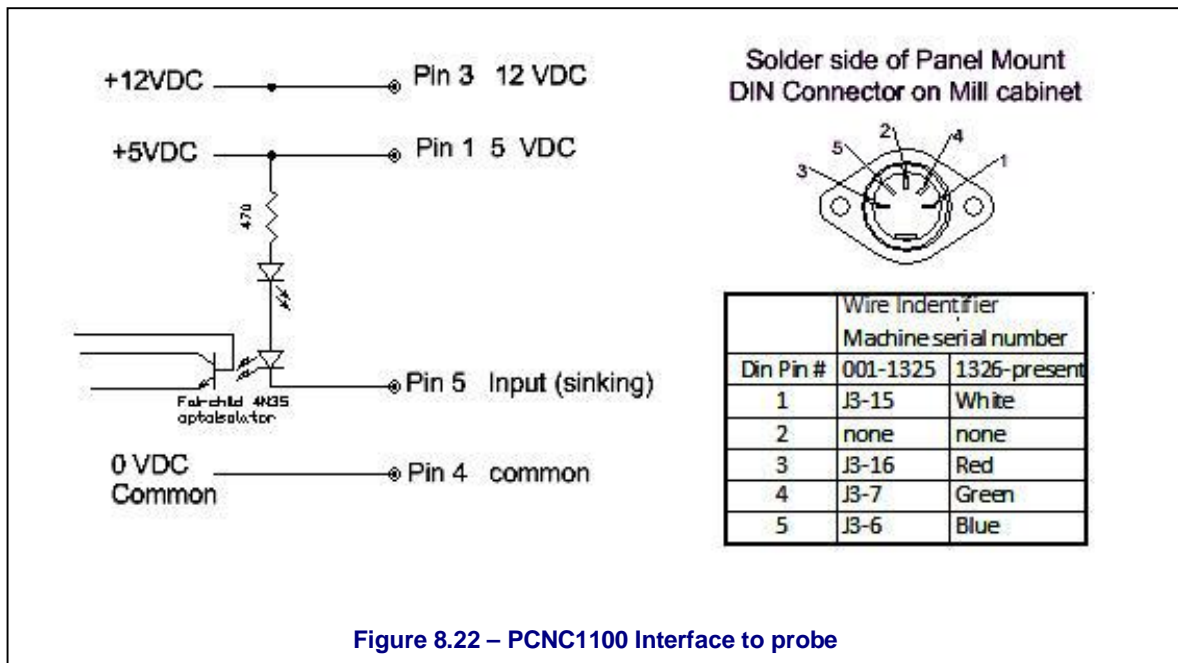 +12VDC
Pin 3 12 VDC
+5VDC
Pin 1 5 VDC
470
Fairchild 4N35
optoisolator
Pin 5 Input (sinking)
0 VDC
Common
Pin 4 common
Solder side of Panel Mount
DIN Connector on Mill cabinet
2
4
5
1
3
Wire Indentifier
Machine serial number
Din Pin # 001-1325 1326-present
1 J3-15 White
2 none none
3 J3-16 Red
4 J3-7 Green
5 J3-6 Blue
Figure 8.22 – PCNC1100 Interface to probe